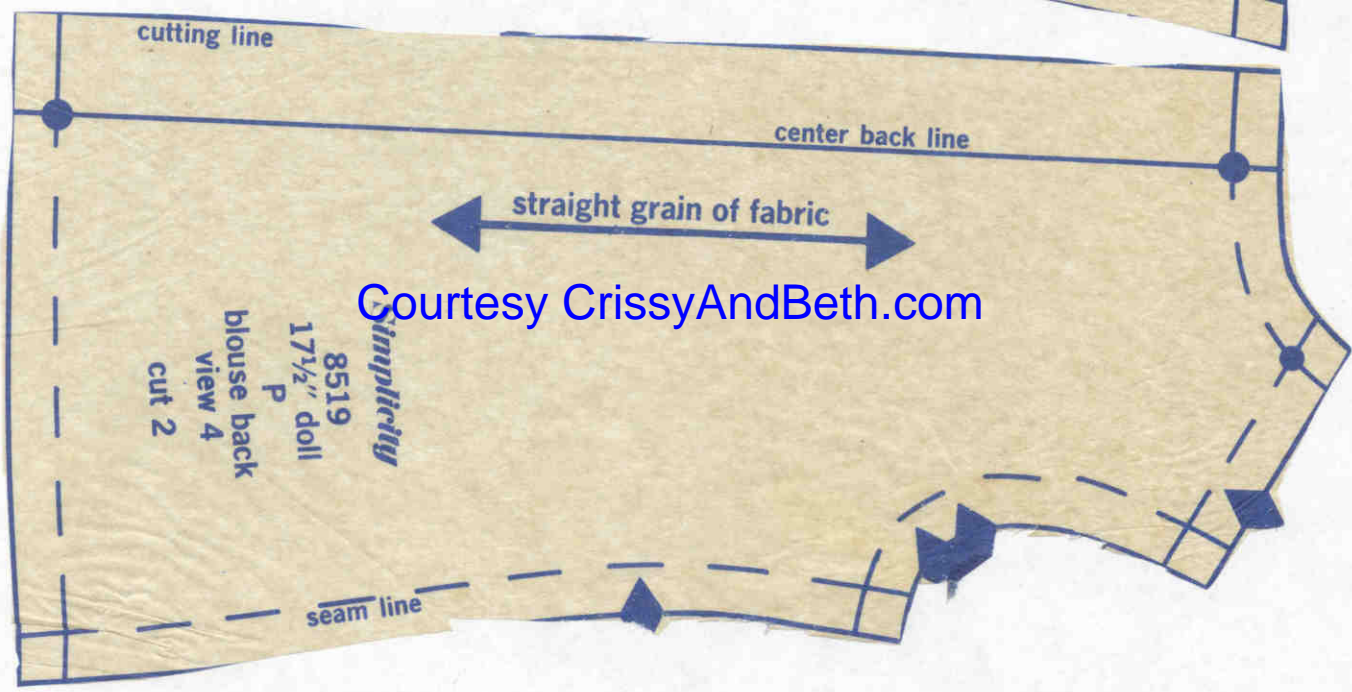 cutting line
center back line
straight grain of fabric
Courtesy CrissyAndBeth.com
Simplicity
8519
17½" doll
P
blouse back
view 4
cut 2
seam line